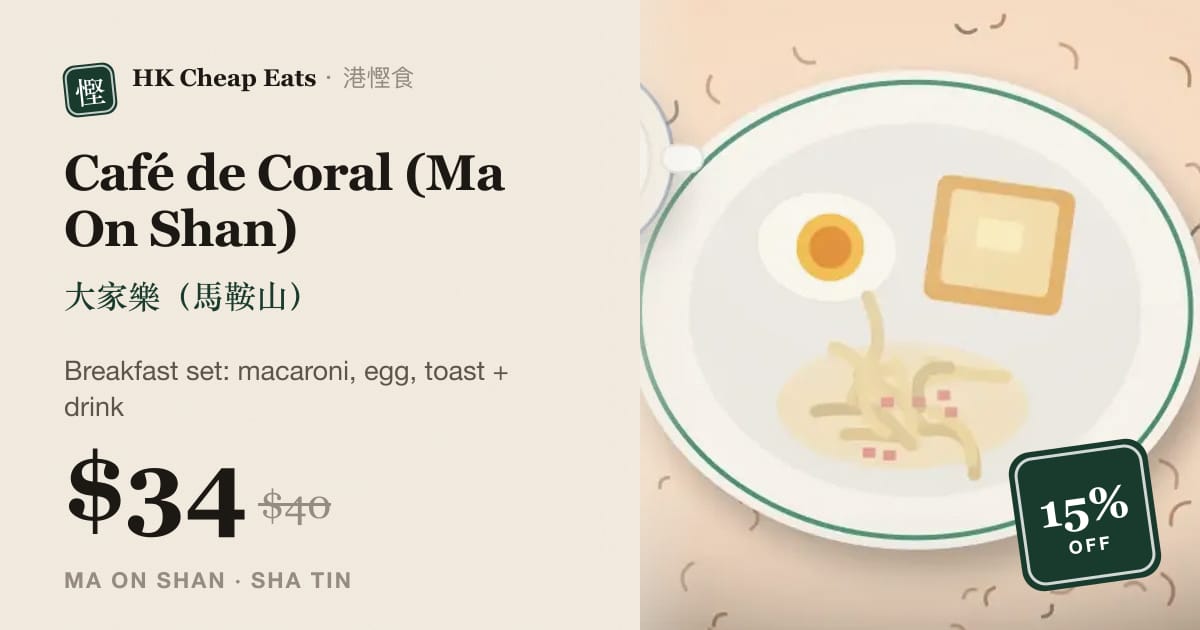 慳 HK Cheap Eats · 港慳食
Café de Coral (Ma
On Shan)
大家樂（馬鞍山）
Breakfast set: macaroni, egg, toast +
drink
$34 $40
MA ON SHAN · SHA TIN
15%
OFF